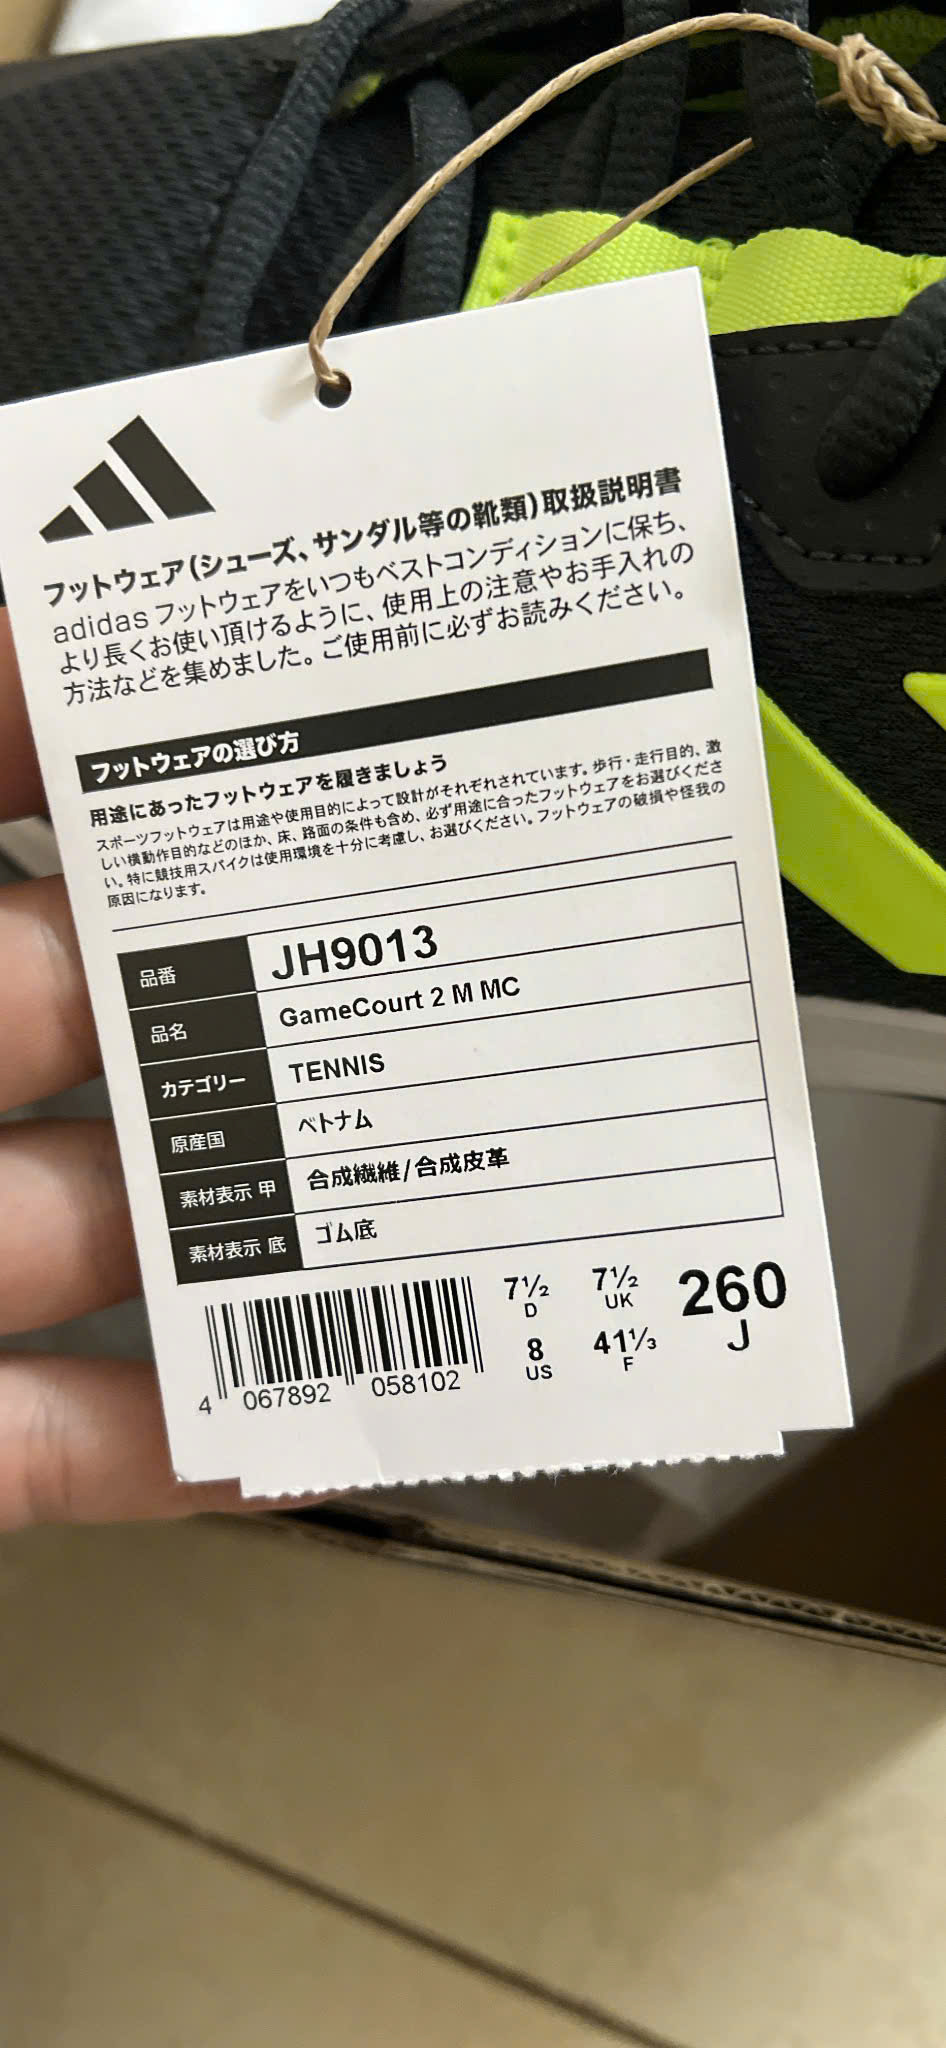 フットウェア(シューズ、サンダル等の靴類)取扱説明書
adidas フットウェアをいつもベストコンディションに保ち、
より長くお使い頂けるように、使用上の注意やお手入れの
方法などを集めました。ご使用前に必ずお読みください。
フットウェアの選び方
用途にあったフットウェアを履きましょう
スポーツフットウェアは用途や使用目的によって設計がそれぞれされています。歩行・走行目的、激
しい横動作目的などのほか、床、路面の条件も含め、必ず用途に合ったフットウェアをお選びくださ
い。特に競技用スパイクは使用環境を十分に考慮し、お選びください。フットウェアの破損や怪我の
原因になります。
品番 JH9013
品名 GameCourt 2 M MC
カテゴリー TENNIS
原産国 ベトナム
素材表示 甲 合成繊維/合成皮革
素材表示 底 ゴム底
7½ 7½ 260
D UK J
8 41⅓
US F
4 067892 058102